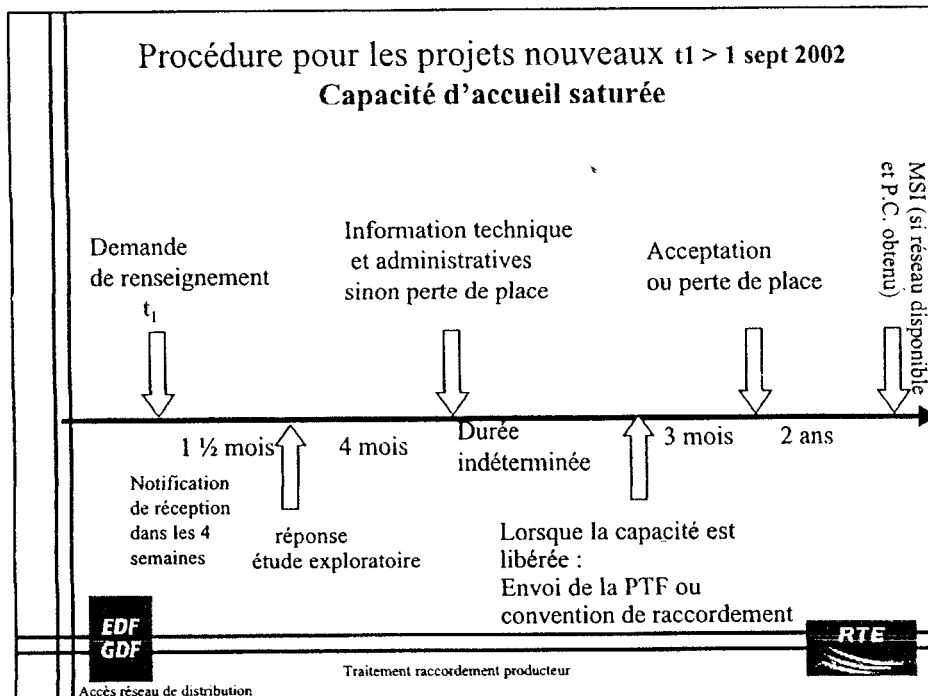 Procédure pour les projets nouveaux t1 > 1 sept 2002
Capacité d'accueil saturée
Demande
de renseignement
t1
Information technique
et administratives
sinon perte de place
Acceptation
ou perte de place
MSI (si réseau disponible
et P.C. obtenu)
1 ½ mois
4 mois
Durée
indéterminée
3 mois
2 ans
Notification
de réception
dans les 4
semaines
réponse
étude exploratoire
Lorsque la capacité est
libérée :
Envoi de la PTF ou
convention de raccordement
EDF
GDF
RTE
Traitement raccordement producteur
Accès réseau de distribution